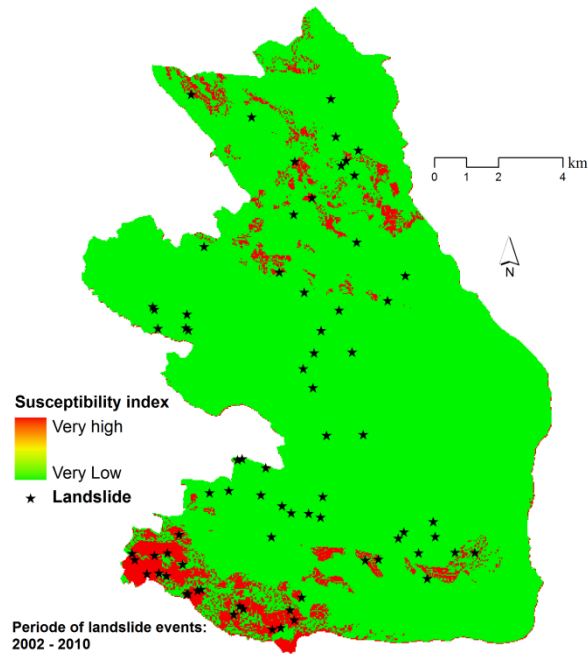 km
0 1 2 4
N
Susceptibility index
Very high
Very Low
Landslide
Periode of landslide events:
2002 - 2010